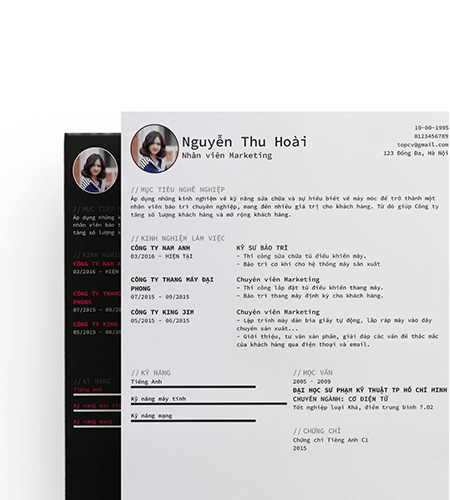 Nguyễn Thu Hoài
Nhân viên Marketing
10-00-1995
0123456789
topcv@gmail.com
123 Đống Đa, Hà Nội
//MỤC TIÊU NGHỀ NGHIỆP
Áp dụng những kinh nghiệm về kỹ năng sửa chữa và sự hiểu biết về máy móc để trở thành một
nhân viên bảo trì chuyên nghiệp, mang đến nhiều giá trị cho khách hàng. Từ đó giúp Công ty
tăng số lượng khách hàng và mở rộng khách hàng.
//KINH NGHIỆM LÀM VIỆC
CÔNG TY NAM ANH
03/2016 - HIỆN TẠI
KỸ SƯ BẢO TRÌ
- Thi công sửa chữa tủ điều khiển máy.
- Bảo trì cơ khí cho hệ thống máy sản xuất
CÔNG TY THANG MÁY ĐẠI
PHONG
07/2015 - 09/2015
Chuyên viên Marketing
- Thi công lắp đặt tủ điều khiển thang máy.
- Bảo trì thang máy định kỳ cho khách hàng.
CÔNG TY KING JIM
05/2015 - 06/2015
Chuyên viên Marketing
- Lập trình máy dán bìa giấy tự động, lắp ráp máy vào dây
chuyền sản xuất...
- Giới thiệu, tư vấn sản phẩm, giải đáp các vấn đề thắc mắc
của khách hàng qua điện thoại và email.
//KỸ NĂNG
Tiếng Anh
Kỹ năng máy tính
Kỹ năng mạng
//HỌC VẤN
2005 - 2009
ĐẠI HỌC SƯ PHẠM KỸ THUẬT TP HỒ CHÍ MINH
CHUYÊN NGÀNH: CƠ ĐIỆN TỬ
Tốt nghiệp loại Khá, điểm trung bình 7.02
//CHỨNG CHỈ
Chứng chỉ Tiếng Anh C1
2015
//MỤC TIÊU NGHỀ
Áp dụng những k
nhân viên bảo t
tăng số lượng k
//KINH NGHIỆM
CÔNG TY NAM AN
03/2016 - HIỆN
CÔNG TY THANG
PHONG
07/2015 - 09/2015
CÔNG TY KING
05/2015 - 06/2015
//KỸ NĂNG
Tiếng Anh
Kỹ năng máy tính
Kỹ năng mạng